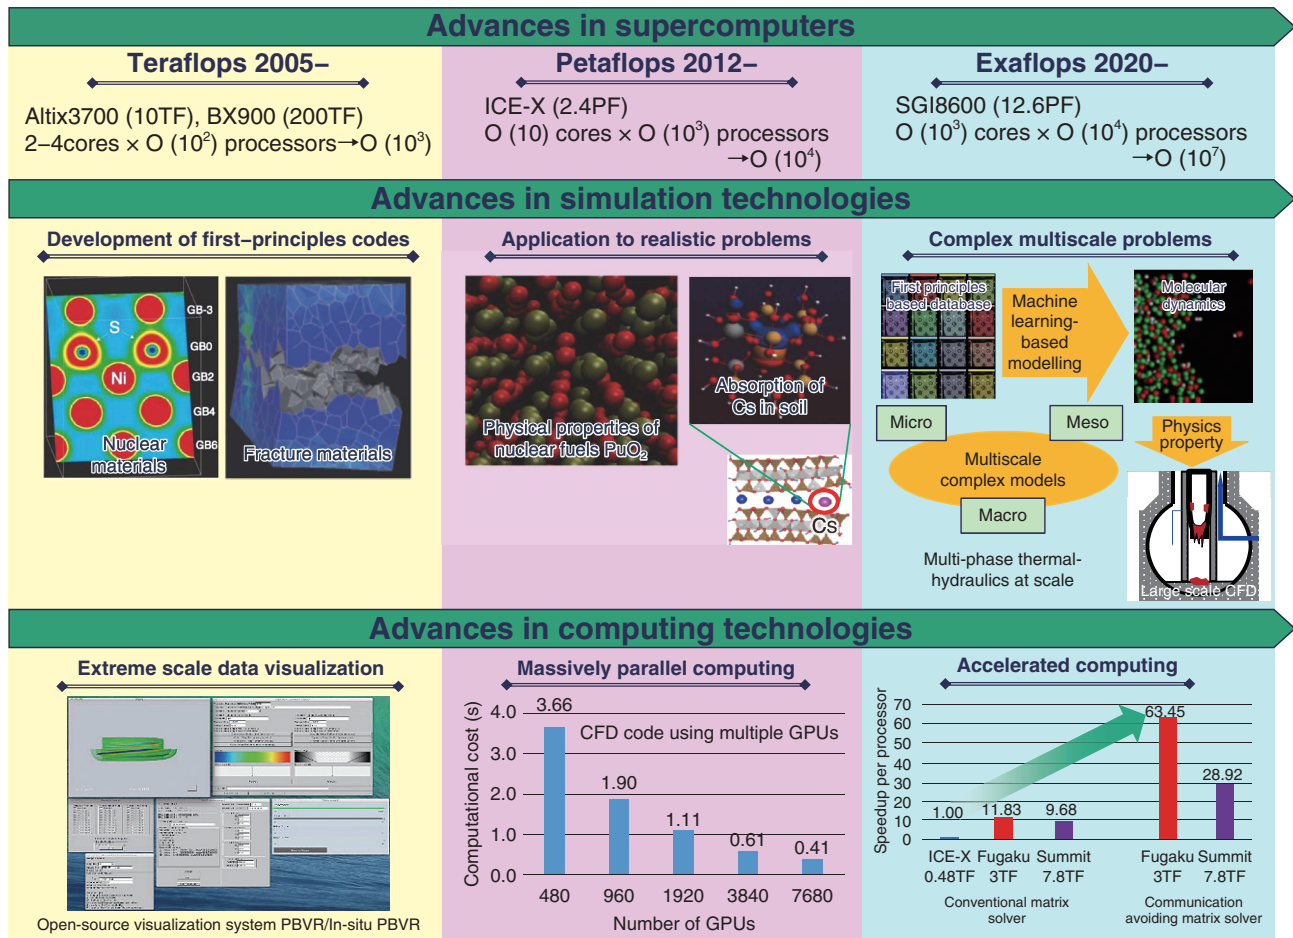 Advances in supercomputers
Teraflops 2005–
Altix3700 (10TF), BX900 (200TF)
2–4cores × O (10²) processors→O (10³)
Petaflops 2012–
ICE-X (2.4PF)
O (10) cores × O (10³) processors
→O (10⁴)
Exaflops 2020–
SGI8600 (12.6PF)
O (10³) cores × O (10⁴) processors
→O (10⁷)
Advances in simulation technologies
Development of first–principles codes
GB-3
S
GB0
Ni
GB2
GB4
GB6
Nuclear
materials
Fracture materials
Application to realistic problems
Physical properties of
nuclear fuels PuO₂
Absorption of
Cs in soil
Cs
Complex multiscale problems
First principles
based database
Machine
learning-
based
modelling
Molecular
dynamics
Micro
Meso
Physics
property
Multiscale
complex models
Macro
Multi-phase thermal-
hydraulics at scale
Large scale CFD
Advances in computing technologies
Extreme scale data visualization
Open-source visualization system PBVR/In-situ PBVR
Massively parallel computing
Computational cost (s)
4.0
3.0
2.0
1.0
0.0
CFD code using multiple GPUs
3.66
1.90
1.11
0.61
0.41
480
960
1920
3840
7680
Number of GPUs
Accelerated computing
Speedup per processor
70
60
50
40
30
20
10
0
1.00
11.83
9.68
63.45
28.92
ICE-X Fugaku Summit
0.48TF 3TF 7.8TF
Conventional matrix
solver
Fugaku Summit
3TF 7.8TF
Communication
avoiding matrix solver